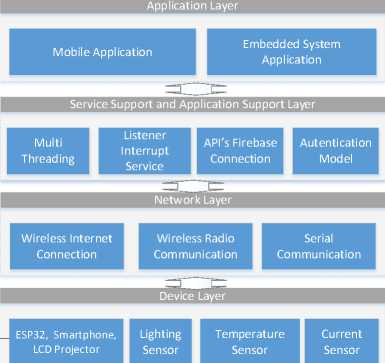 Application Layer
Mobile Application
Embedded System
Application
Service Support and Application Support Layer
Multi
Threading
Listener
Interrupt
Service
API's Firebase
Connection
Autentication
Model
Network Layer
Wireless Internet
Connection
Wireless Radio
Communication
Serial
Communication
Device Layer
ESP32, Smartphone,
LCD Projector
Lighting
Sensor
Temperature
Sensor
Current
Sensor